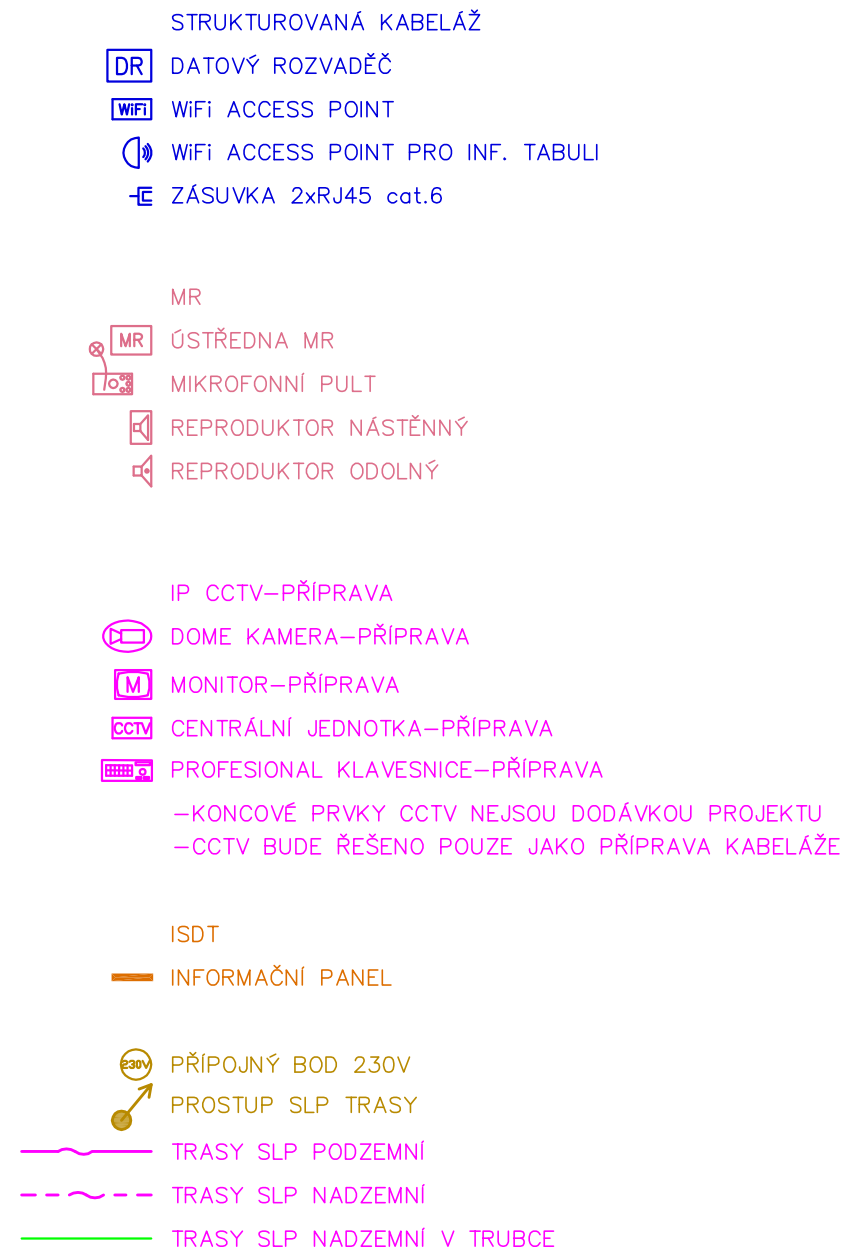 STRUKTUROVANÁ KABELÁŽ
DR DATOVÝ ROZVADĚČ
WiFi WiFi ACCESS POINT
WiFi ACCESS POINT PRO INF. TABULI
ZÁSUVKA 2xRJ45 cat.6
MR
MR ÚSTŘEDNA MR
MIKROFONNÍ PULT
REPRODUKTOR NÁSTĚNNÝ
REPRODUKTOR ODOLNÝ
IP CCTV–PŘÍPRAVA
DOME KAMERA–PŘÍPRAVA
M MONITOR–PŘÍPRAVA
CCTV CENTRÁLNÍ JEDNOTKA–PŘÍPRAVA
PROFESIONAL KLAVESNICE–PŘÍPRAVA
–KONCOVÉ PRVKY CCTV NEJSOU DODÁVKOU PROJEKTU
–CCTV BUDE ŘEŠENO POUZE JAKO PŘÍPRAVA KABELÁŽE
ISDT
INFORMAČNÍ PANEL
230V PŘÍPOJNÝ BOD 230V
PROSTUP SLP TRASY
TRASY SLP PODZEMNÍ
TRASY SLP NADZEMNÍ
TRASY SLP NADZEMNÍ V TRUBCE